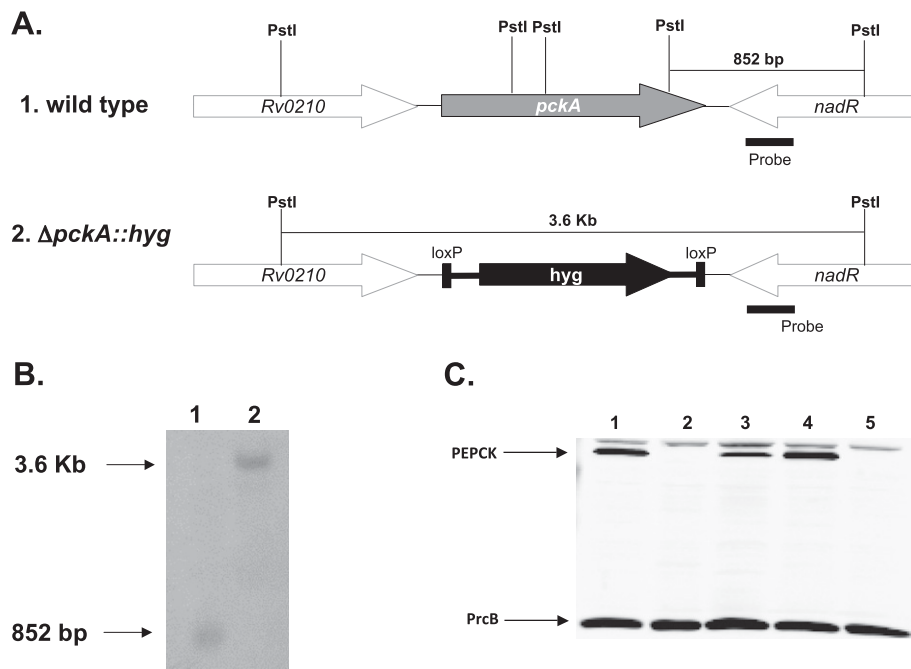 A.
PstI PstI PstI PstI PstI
852 bp
1. wild type
Rv0210 pckA nadR
Probe
PstI PstI
3.6 Kb
2. ΔpckA::hyg
loxP loxP
Rv0210 hyg nadR
Probe
B.
1 2
3.6 Kb
852 bp
C.
1 2 3 4 5
PEPCK
PrcB